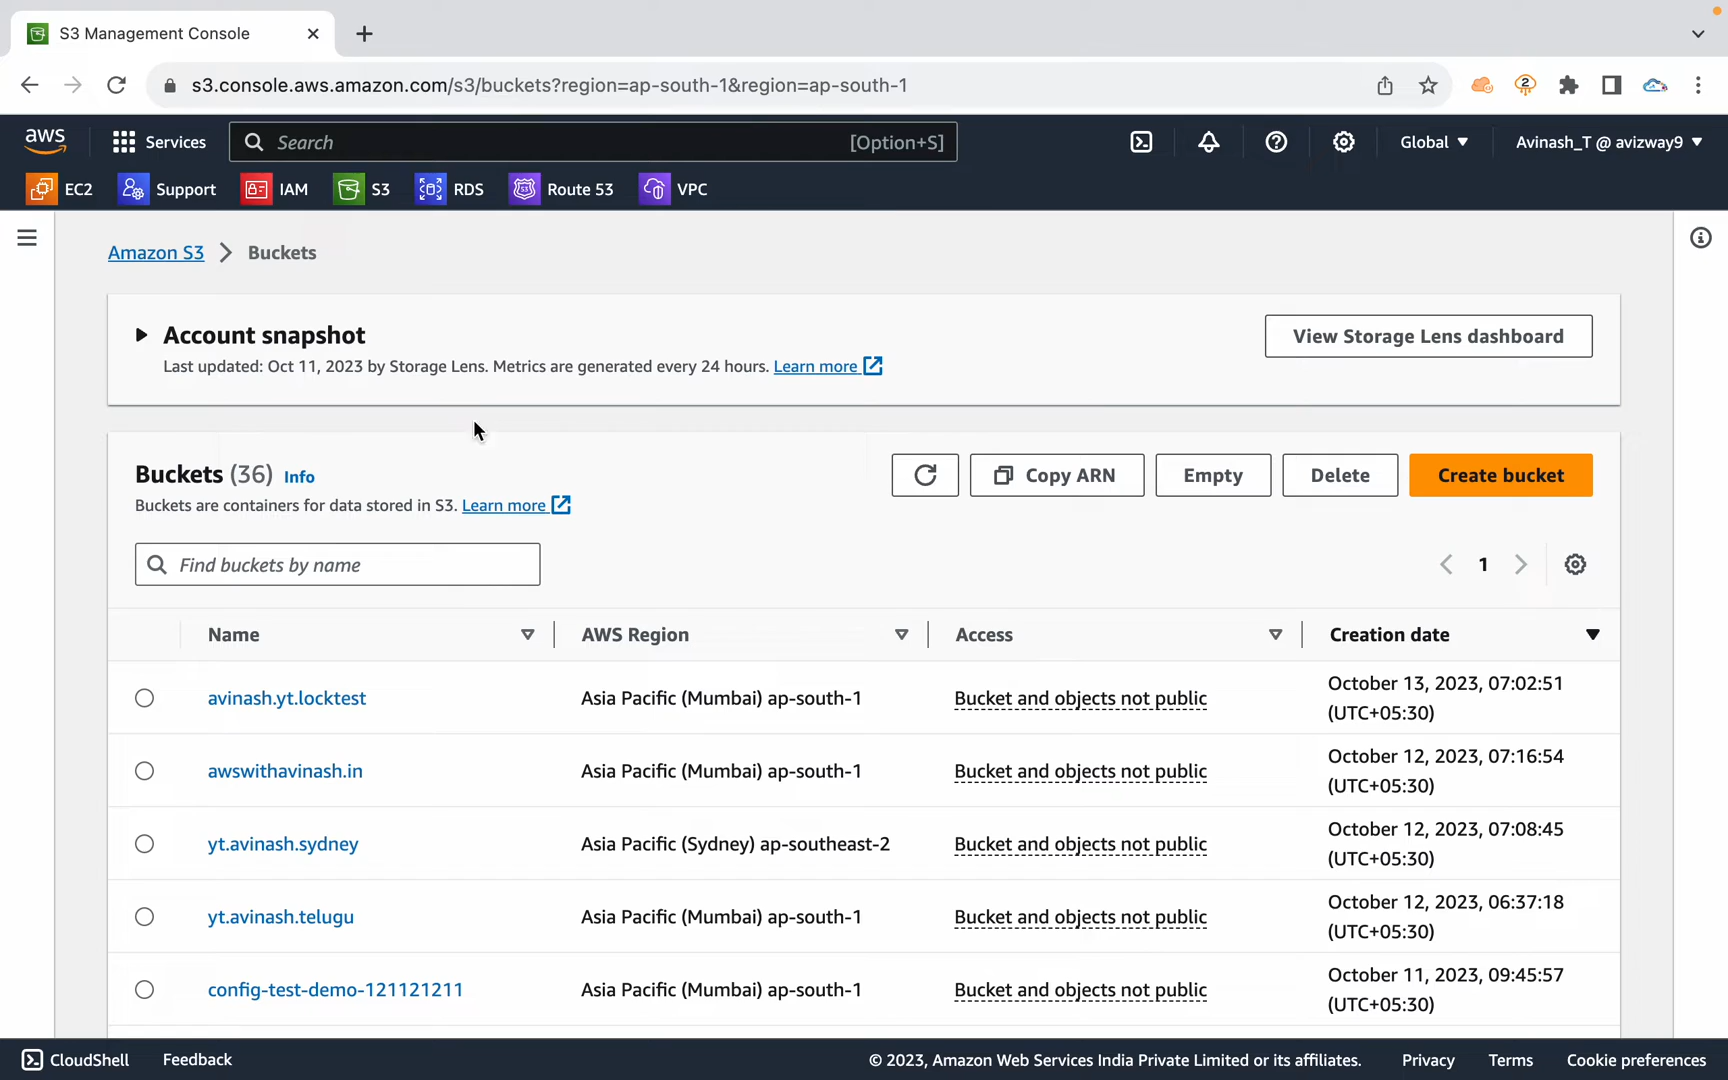 S3 Management Console
s3.console.aws.amazon.com/s3/buckets?region=ap-south-1&region=ap-south-1
2
aws
Services
Search
[Option+S]
Global
Avinash_T @ avizway9
EC2
Support
IAM
S3
RDS
Route 53
VPC
Amazon S3
Buckets
Account snapshot
Last updated: Oct 11, 2023 by Storage Lens. Metrics are generated every 24 hours. Learn more
View Storage Lens dashboard
Buckets (36) Info
Buckets are containers for data stored in S3. Learn more
Copy ARN
Empty
Delete
Create bucket
Find buckets by name
1
Name
AWS Region
Access
Creation date
avinash.yt.locktest
Asia Pacific (Mumbai) ap-south-1
Bucket and objects not public
October 13, 2023, 07:02:51
(UTC+05:30)
awswithavinash.in
Asia Pacific (Mumbai) ap-south-1
Bucket and objects not public
October 12, 2023, 07:16:54
(UTC+05:30)
yt.avinash.sydney
Asia Pacific (Sydney) ap-southeast-2
Bucket and objects not public
October 12, 2023, 07:08:45
(UTC+05:30)
yt.avinash.telugu
Asia Pacific (Mumbai) ap-south-1
Bucket and objects not public
October 12, 2023, 06:37:18
(UTC+05:30)
config-test-demo-121121211
Asia Pacific (Mumbai) ap-south-1
Bucket and objects not public
October 11, 2023, 09:45:57
(UTC+05:30)
CloudShell
Feedback
© 2023, Amazon Web Services India Private Limited or its affiliates.
Privacy
Terms
Cookie preferences